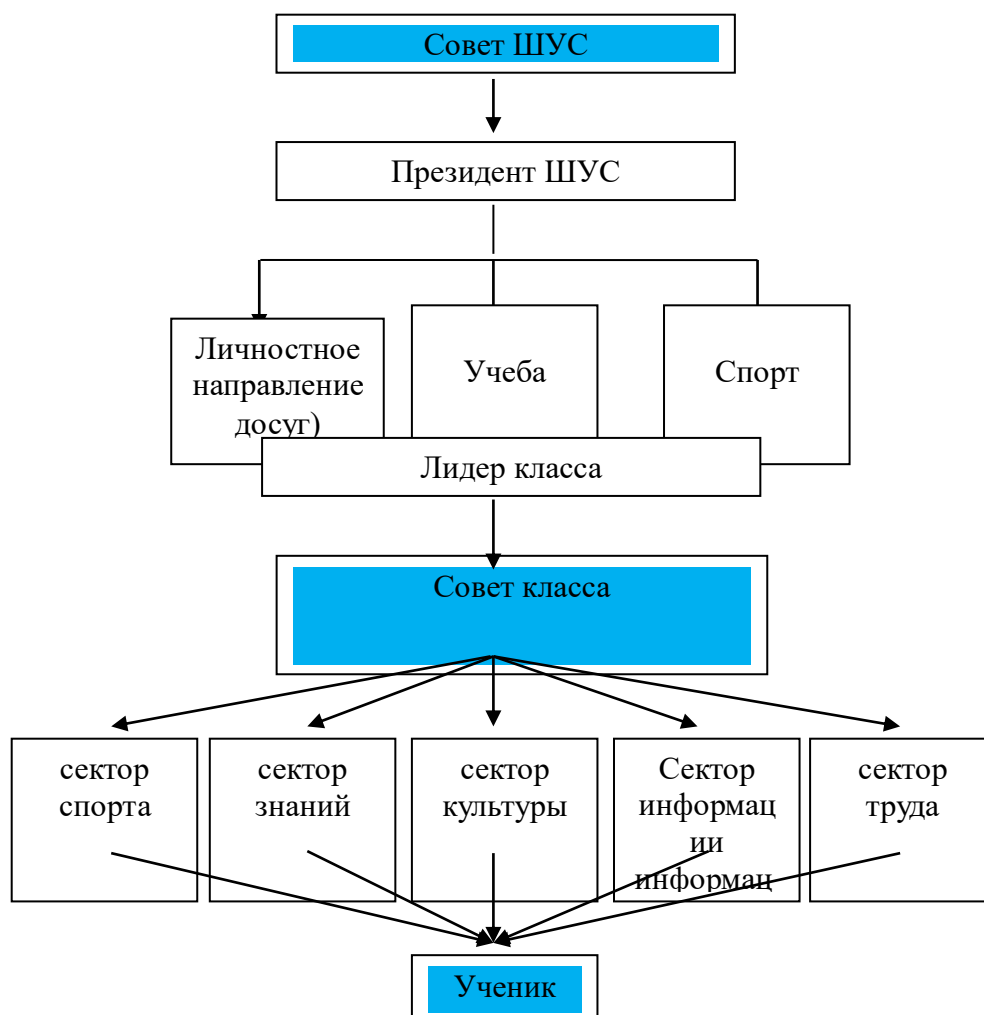 Совет ШУС
Президент ШУС
Личностное
направление
досуг)
Учеба
Спорт
Лидер класса
Совет класса
сектор
спорта
сектор
знаний
сектор
культуры
Сектор
информац
ии
информац
сектор
труда
Ученик